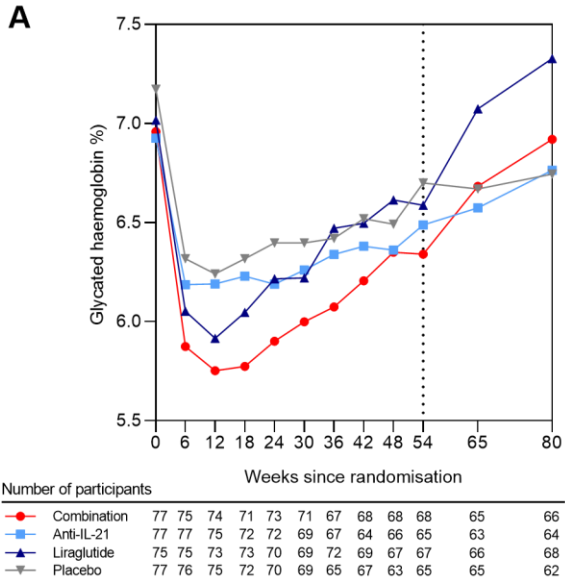 A
Glycated haemoglobin %)
7.5
7.0
6.5
6.0
5.5
0 6 12 18 24 30 36 42 48 54 65 80
Weeks since randomisation
Number of participants
Combination 77 75 74 71 73 71 67 68 68 68 65 66
Anti-IL-21 77 77 75 72 72 69 67 64 66 65 63 64
Liraglutide 75 75 73 73 70 69 72 69 67 67 66 68
Placebo 77 76 75 72 70 69 65 67 63 65 65 62